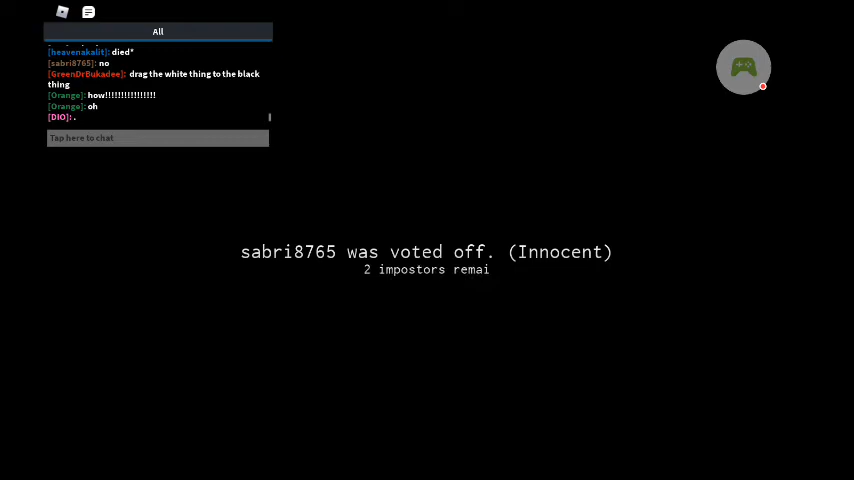 All
[heavenakalit]: died*
[sabri8765]: no
[GreenDrBukadee]: drag the white thing to the black
thing
[Orange]: how!!!!!!!!!!!!!!!!
[Orange]: oh
[DIO]: .
Tap here to chat
sabri8765 was voted off. (Innocent)
2 impostors remai